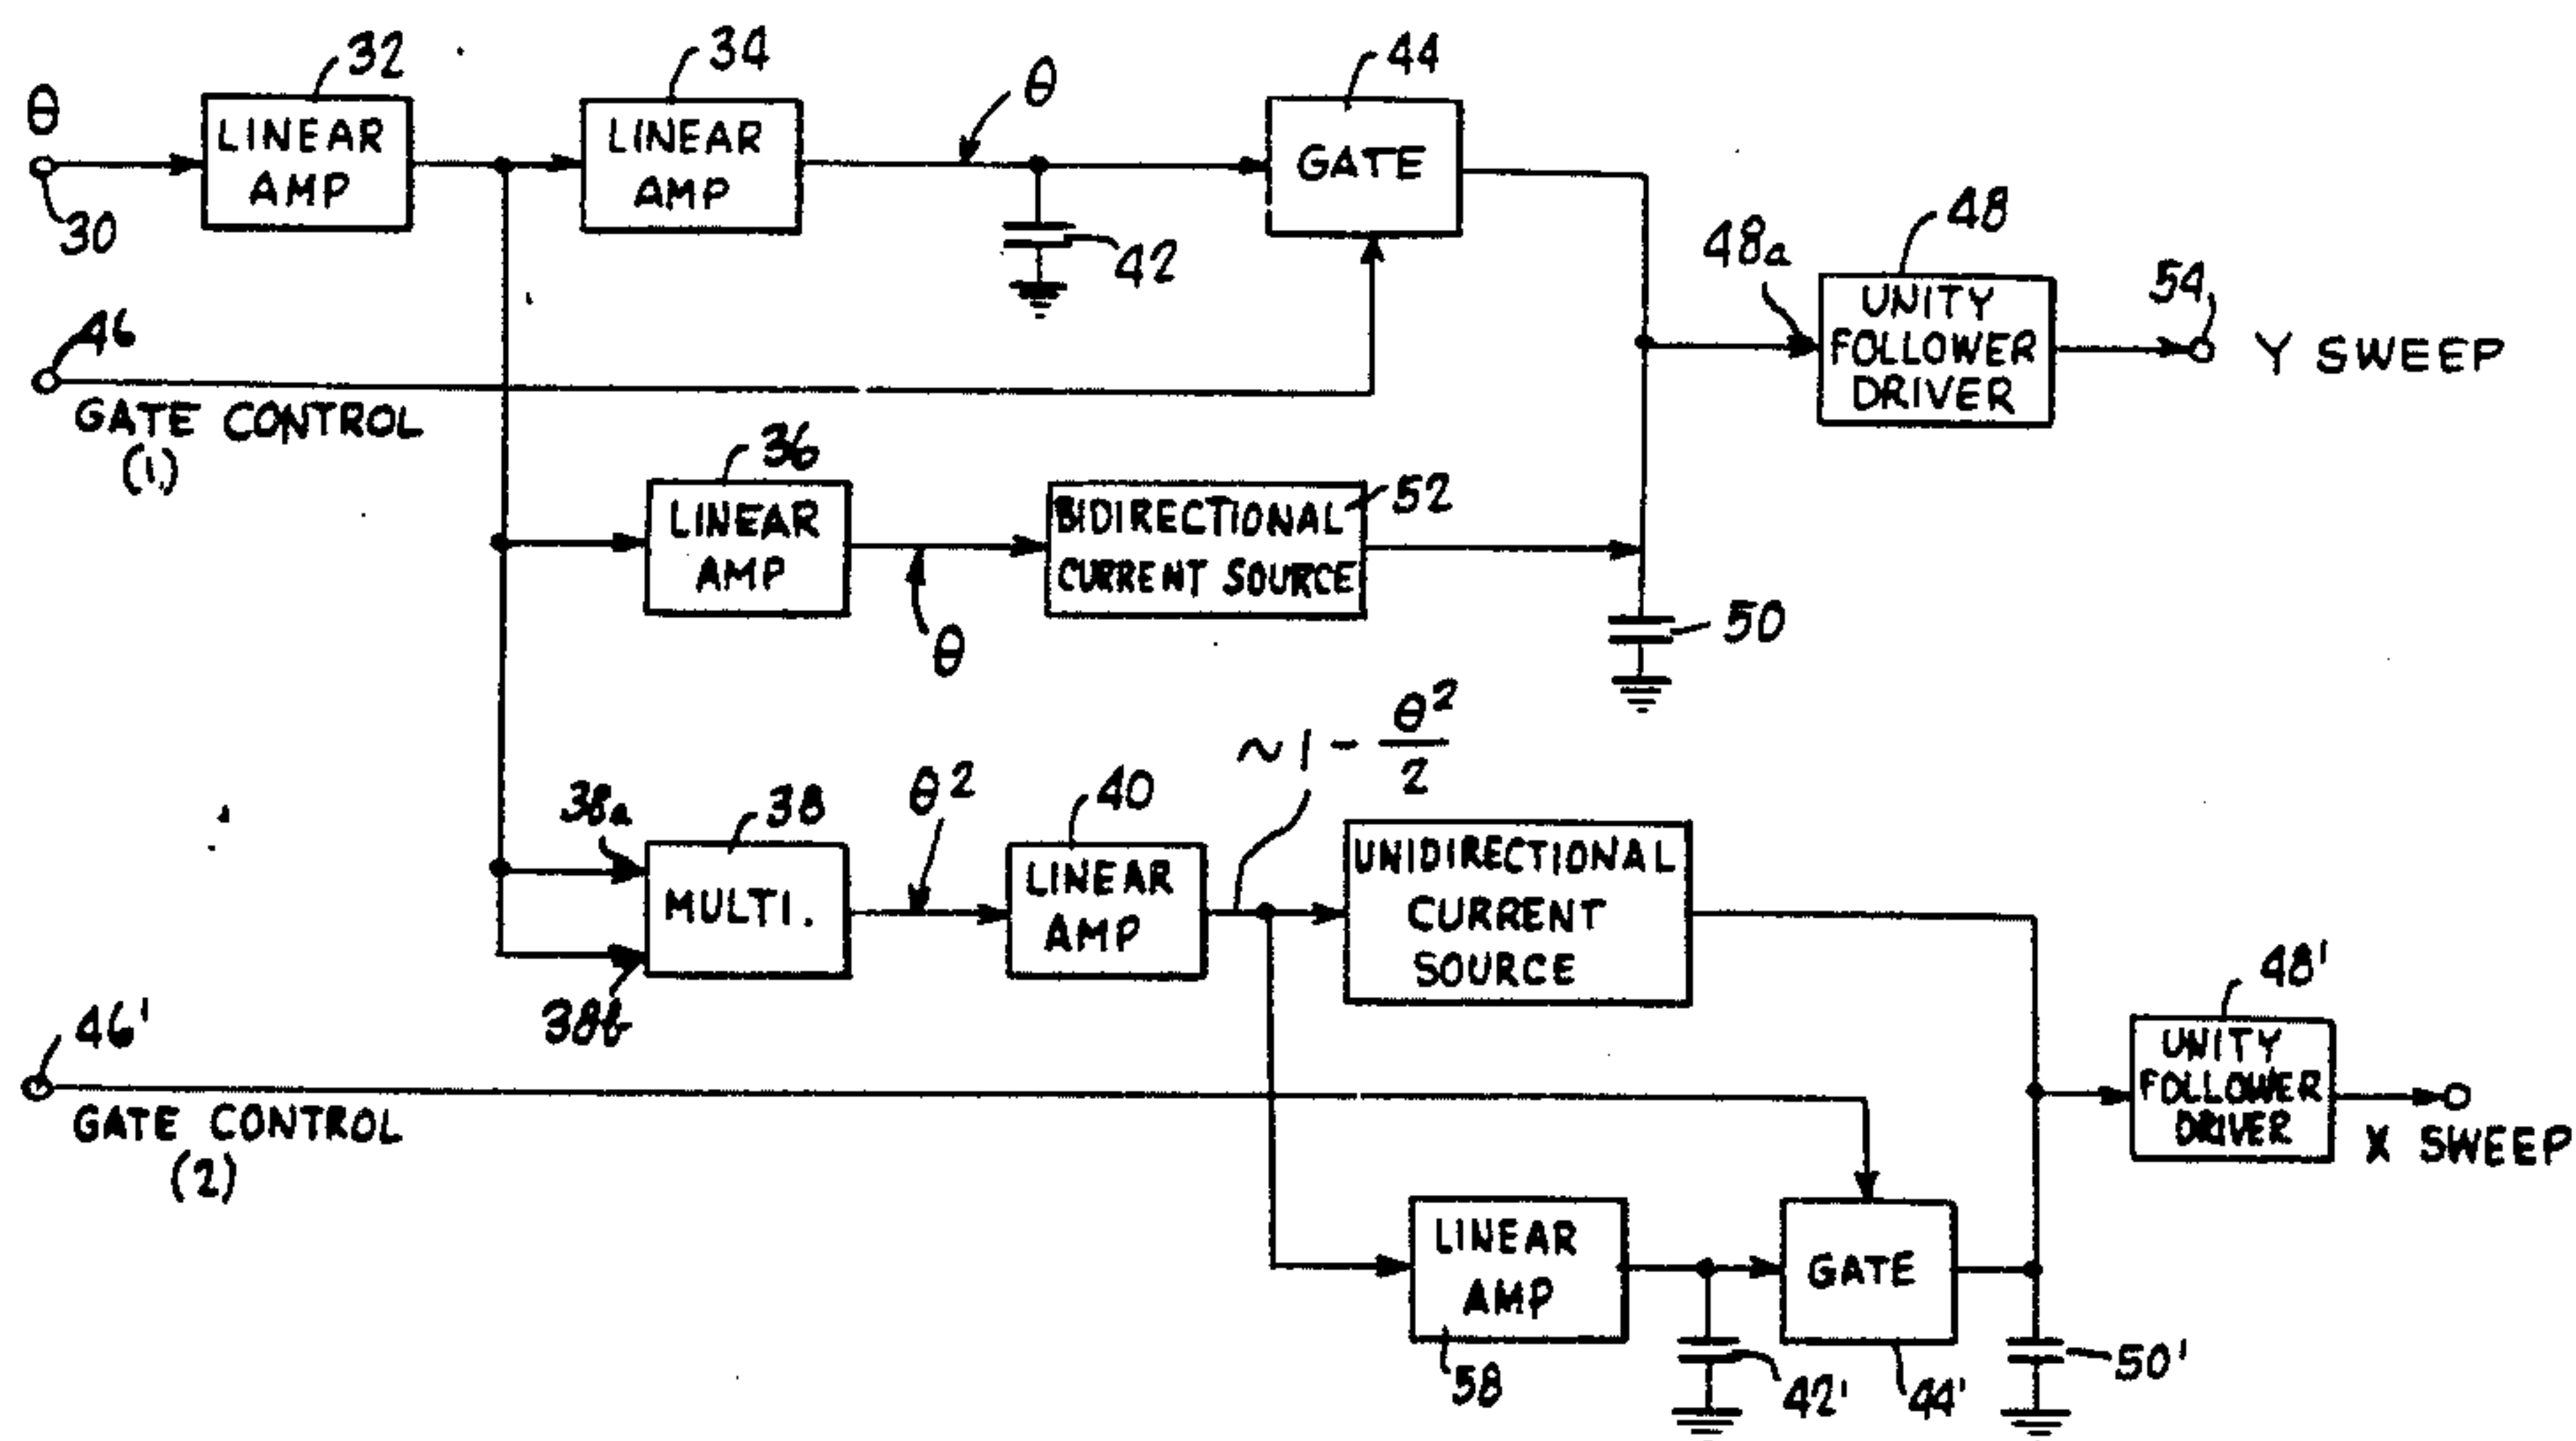 θ
32
LINEAR
AMP
30
34
LINEAR
AMP
θ
42
44
GATE
48a
48
UNITY
FOLLOWER
DRIVER
54
Y SWEEP
46
GATE CONTROL
(1)
36
LINEAR
AMP
θ
BIDIRECTIONAL
CURRENT SOURCE
52
50
38a
38b
38
MULTI.
θ²
40
LINEAR
AMP
~1 - θ²/2
UNIDIRECTIONAL
CURRENT
SOURCE
48'
UNITY
FOLLOWER
DRIVER
X SWEEP
46'
GATE CONTROL
(2)
LINEAR
AMP
58
42'
GATE
44'
50'